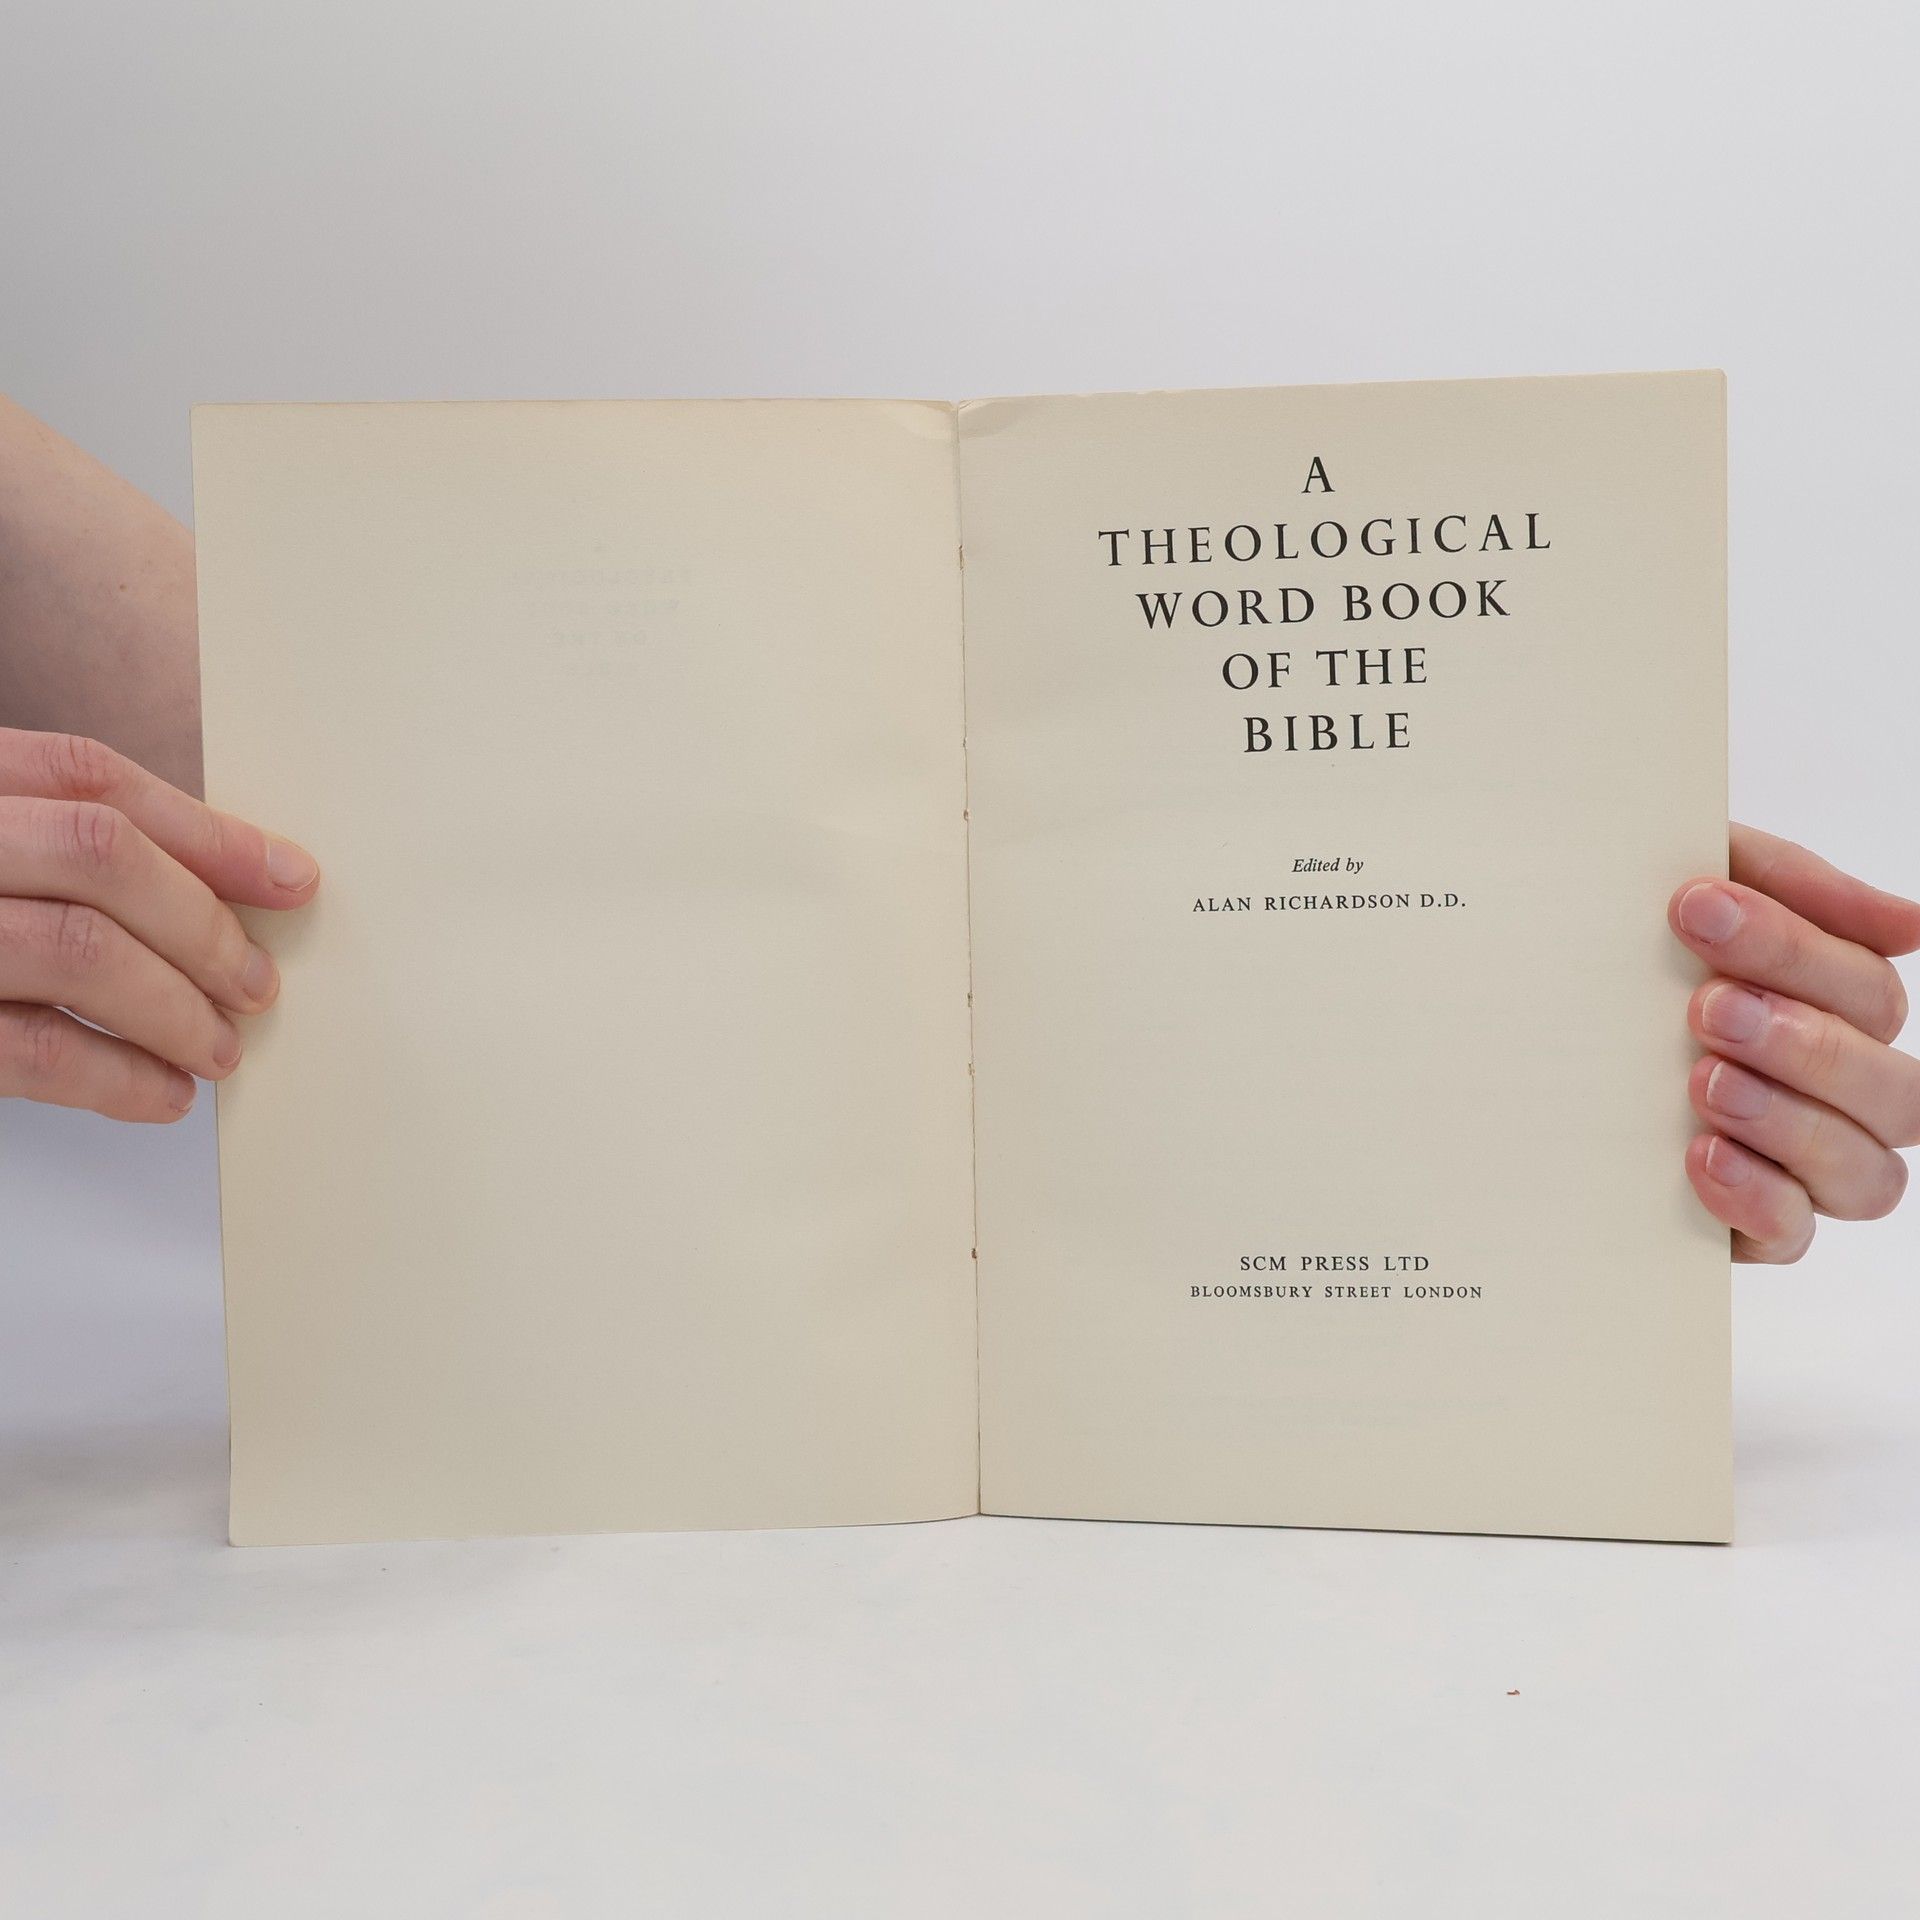 A
THEOLOGICAL
WORD BOOK
OF THE
BIBLE
Edited by
ALAN RICHARDSON D.D.
SCM PRESS LTD
BLOOMSBURY STREET LONDON